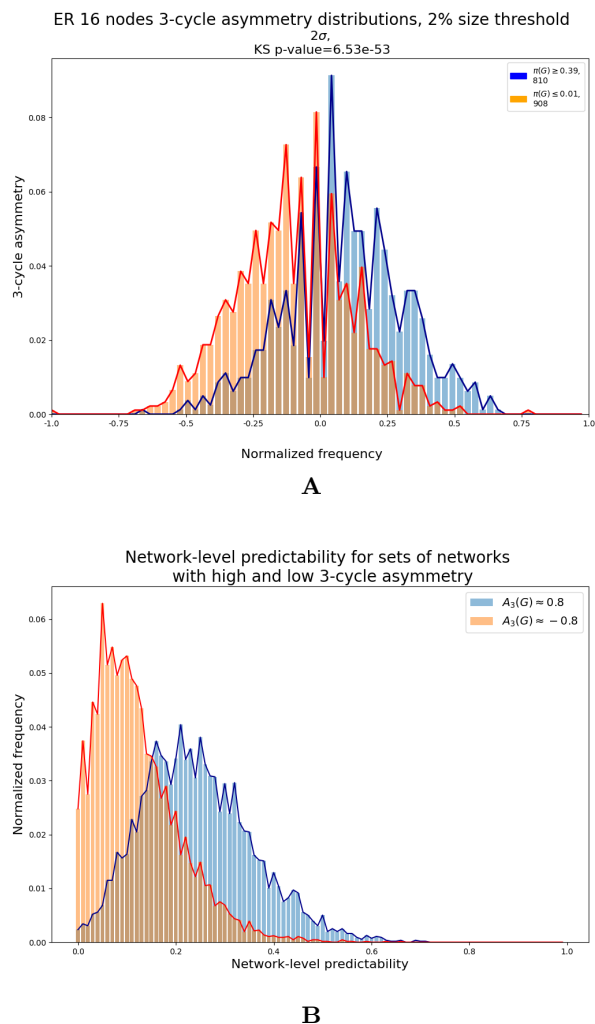 ER 16 nodes 3-cycle asymmetry distributions, 2% size threshold
2σ,
KS p-value=6.53e-53
π(G) ≥ 0.39,
810
π(G) ≤ 0.01,
908
3-cycle asymmetry
0.08
0.06
0.04
0.02
0.00
-1.0 -0.75 -0.5 -0.25 0.0 0.25 0.5 0.75 1.0
Normalized frequency
A
Network-level predictability for sets of networks
with high and low 3-cycle asymmetry
A₃(G) ≈ 0.8
A₃(G) ≈ − 0.8
Normalized frequency
0.06
0.05
0.04
0.03
0.02
0.01
0.00
0.0 0.2 0.4 0.6 0.8 1.0
Network-level predictability
B